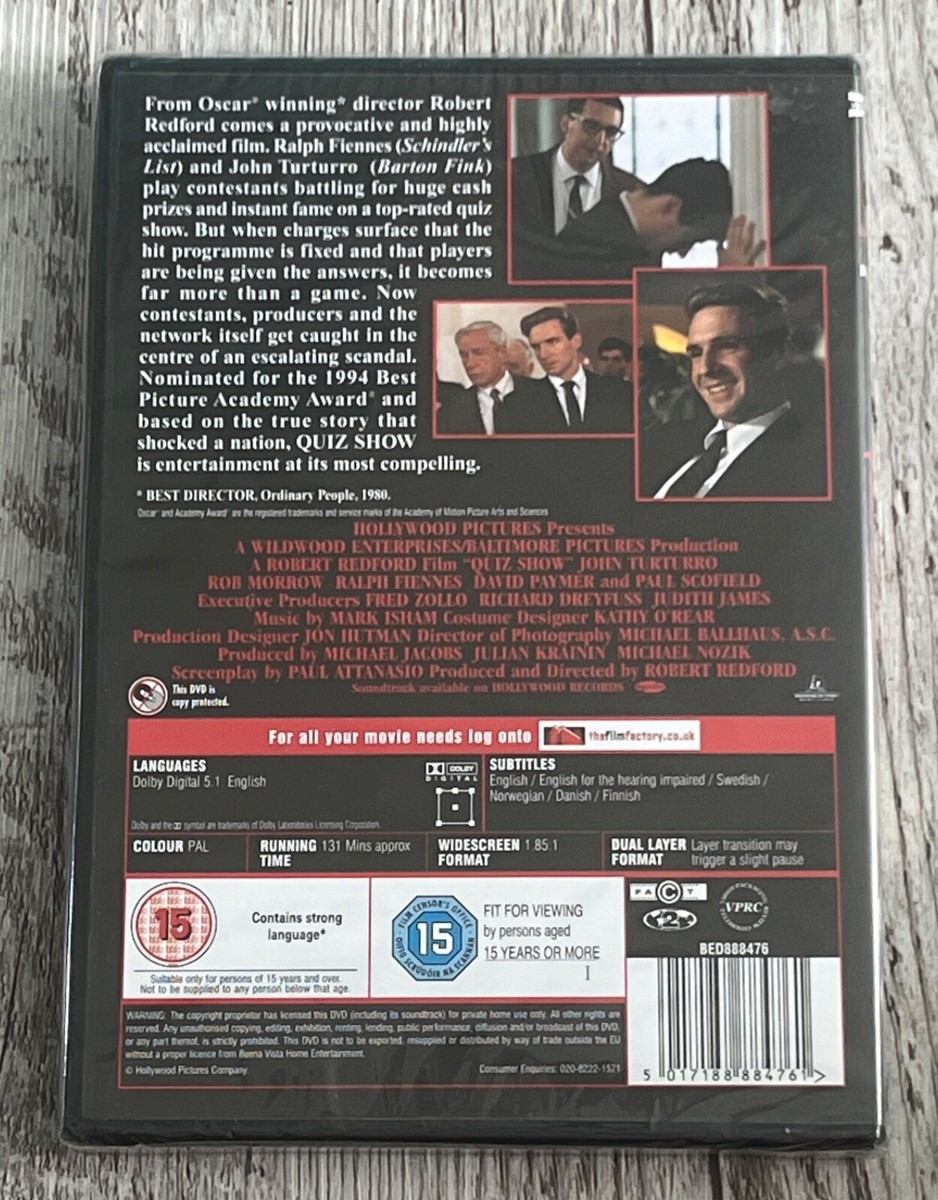 From Oscar® winning* director Robert
Redford comes a provocative and highly
acclaimed film. Ralph Fiennes (Schindler's
List) and John Turturro (Barton Fink)
play contestants battling for huge cash
prizes and instant fame on a top-rated quiz
show. But when charges surface that the
hit programme is fixed and that players
are being given the answers, it becomes
far more than a game. Now
contestants, producers and the
network itself get caught in the
centre of an escalating scandal.
Nominated for the 1994 Best
Picture Academy Award® and
based on the true story that
shocked a nation, QUIZ SHOW
is entertainment at its most compelling.
* BEST DIRECTOR, Ordinary People, 1980.
Oscar® and Academy Award® are the registered trademarks and service marks of the Academy of Motion Picture Arts and Sciences
HOLLYWOOD PICTURES Presents
A WILDWOOD ENTERPRISES/BALTIMORE PICTURES Production
A ROBERT REDFORD Film "QUIZ SHOW" JOHN TURTURRO
ROB MORROW RALPH FIENNES DAVID PAYMER and PAUL SCOFIELD
Executive Producers FRED ZOLLO RICHARD DREYFUSS JUDITH JAMES
Music by MARK ISHAM Costume Designer KATHY O'REAR
Production Designer JON HUTMAN Director of Photography MICHAEL BALLHAUS, A.S.C.
Produced by MICHAEL JACOBS JULIAN KRAININ MICHAEL NOZIK
Screenplay by PAUL ATTANASIO Produced and Directed by ROBERT REDFORD
Soundtrack available on HOLLYWOOD RECORDS
This DVD is
copy protected.
For all your movie needs log onto thefilmfactory.co.uk
LANGUAGES
Dolby Digital 5.1: English
DOLBY
DIGITAL
Dolby and the symbol are trademarks of Dolby Laboratories Licensing Corporation.
SUBTITLES
English / English for the hearing impaired / Swedish /
Norwegian / Danish / Finnish
COLOUR PAL
RUNNING 131 Mins approx
TIME
WIDESCREEN 1.85:1
FORMAT
DUAL LAYER Layer transition may
FORMAT trigger a slight pause
15
Contains strong
language*
Suitable only for persons of 15 years and over.
Not to be supplied to any person below that age.
FILM CENSOR'S OFFICE
15
OIFIG SCRÚDÓIR NA SCANNÁN
FIT FOR VIEWING
by persons aged
15 YEARS OR MORE
I
FACT
2
VPRC
BED888476
WARNING: The copyright proprietor has licensed this DVD (including its soundtrack) for private home use only. All other rights are
reserved. Any unauthorised copying, editing, exhibition, renting, lending, public performance, diffusion and/or broadcast of this DVD,
or any part thereof, is strictly prohibited. This DVD is not to be exported, resupplied or distributed by way of trade outside the EU
without a proper licence from Buena Vista Home Entertainment.
© Hollywood Pictures Company.
Consumer Enquiries: 020-8222-1571
5 017188 884761 >